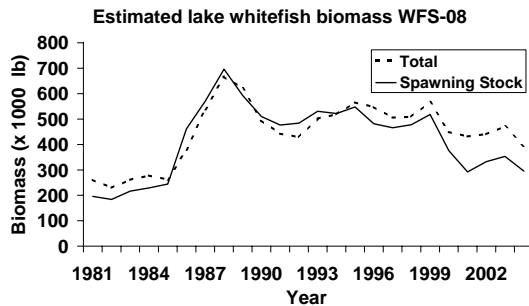 Estimated lake whitefish biomass WFS-08
Biomass (x 1000 lb)
800
700
600
500
400
300
200
100
0
Total
Spawning Stock
1981 1984 1987 1990 1993 1996 1999 2002
Year